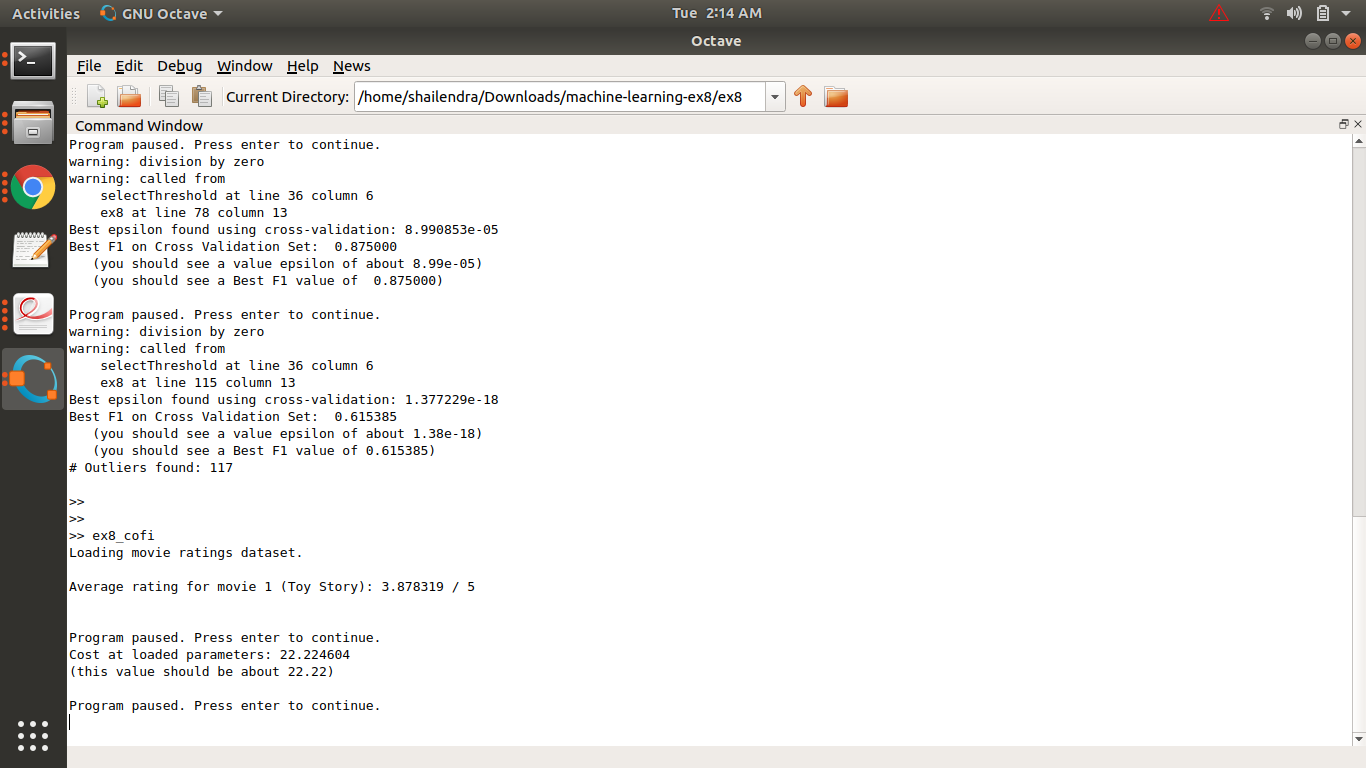 Activities GNU Octave Tue 2:14 AM
Octave
File Edit Debug Window Help News
Current Directory: /home/shailendra/Downloads/machine-learning-ex8/ex8
Command Window
Program paused. Press enter to continue.
warning: division by zero
warning: called from
    selectThreshold at line 36 column 6
    ex8 at line 78 column 13
Best epsilon found using cross-validation: 8.990853e-05
Best F1 on Cross Validation Set:  0.875000
   (you should see a value epsilon of about 8.99e-05)
   (you should see a Best F1 value of  0.875000)
Program paused. Press enter to continue.
warning: division by zero
warning: called from
    selectThreshold at line 36 column 6
    ex8 at line 115 column 13
Best epsilon found using cross-validation: 1.377229e-18
Best F1 on Cross Validation Set:  0.615385
   (you should see a value epsilon of about 1.38e-18)
   (you should see a Best F1 value of 0.615385)
# Outliers found: 117
>>
>>
>> ex8_cofi
Loading movie ratings dataset.
Average rating for movie 1 (Toy Story): 3.878319 / 5
Program paused. Press enter to continue.
Cost at loaded parameters: 22.224604
(this value should be about 22.22)
Program paused. Press enter to continue.